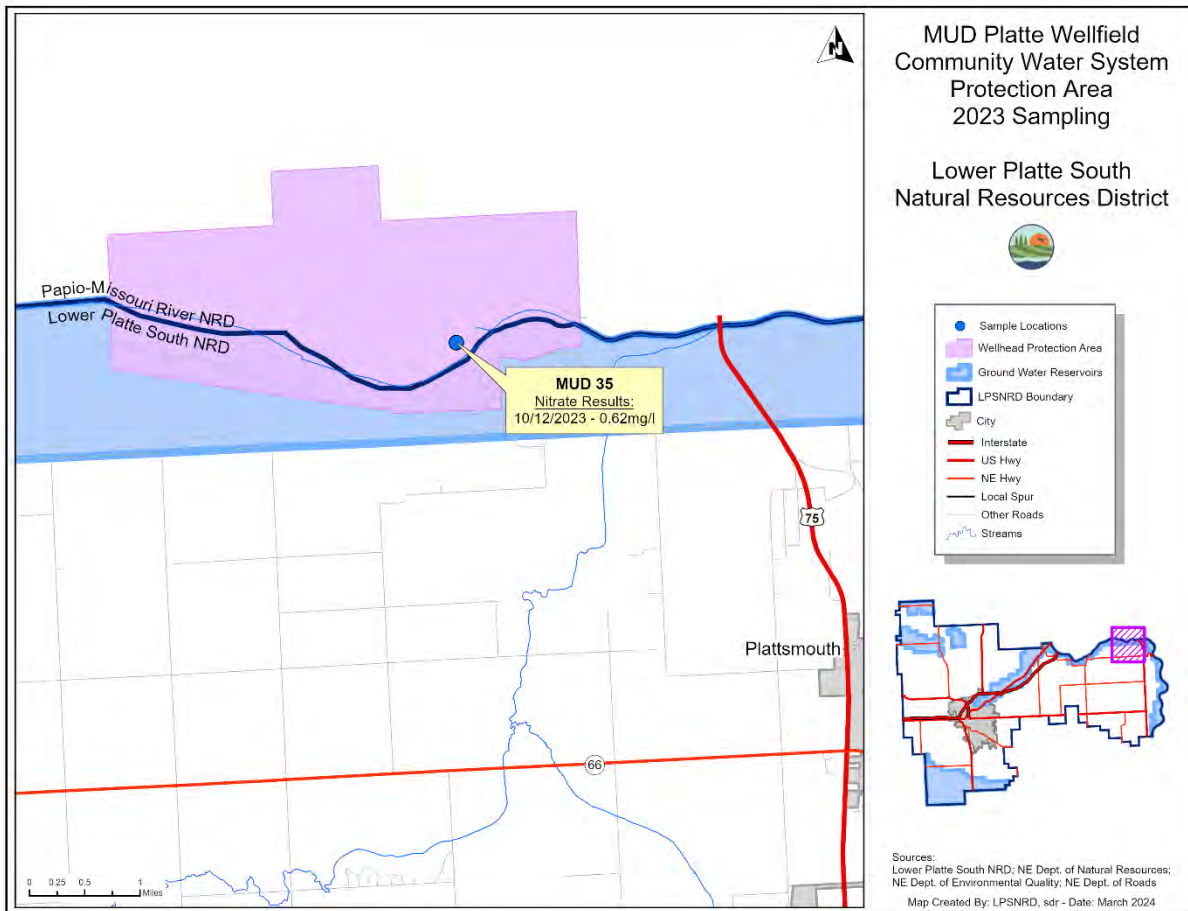 MUD Platte Wellfield
Community Water System
Protection Area
2023 Sampling
Lower Platte South
Natural Resources District
N
Papio-Missouri River NRD
Lower Platte South NRD
MUD 35
Nitrate Results:
10/12/2023 - 0.62mg/l
75
Plattsmouth
66
0 0.25 0.5 1
Miles
Sample Locations
Wellhead Protection Area
Ground Water Reservoirs
LPSNRD Boundary
City
Interstate
US Hwy
NE Hwy
Local Spur
Other Roads
Streams
Sources:
Lower Platte South NRD; NE Dept. of Natural Resources;
NE Dept. of Environmental Quality; NE Dept. of Roads
Map Created By: LPSNRD, sdr - Date: March 2024